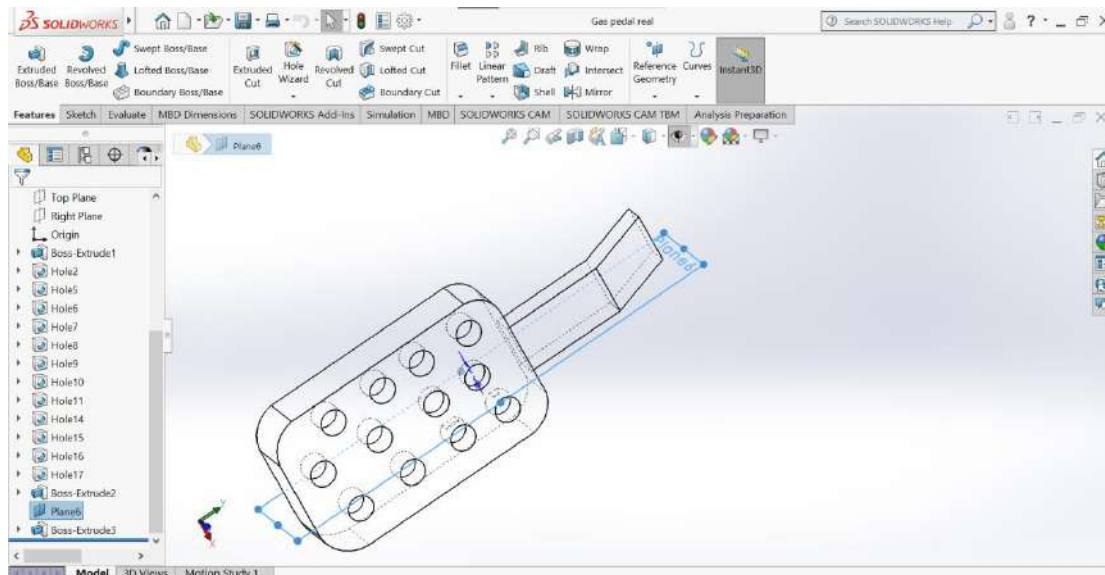 SOLIDWORKS
Gas pedal real
Search SOLIDWORKS Help
Extruded Boss/Base
Revolved Boss/Base
Swept Boss/Base
Lofted Boss/Base
Boundary Boss/Base
Extruded Cut
Hole Wizard
Revolved Cut
Swept Cut
Lofted Cut
Boundary Cut
Fillet
Linear Pattern
Rib
Draft
Shell
Wrap
Intersect
Mirror
Reference Geometry
Curves
Instant3D
Features Sketch Evaluate MBD Dimensions SOLIDWORKS Add-Ins Simulation MBD SOLIDWORKS CAM SOLIDWORKS CAM TBM Analysis Preparation
Plane6
Top Plane
Right Plane
Origin
Boss-Extrude1
Hole2
Hole5
Hole6
Hole7
Hole8
Hole9
Hole10
Hole11
Hole14
Hole15
Hole16
Hole17
Boss-Extrude2
Plane6
Boss-Extrude3
Plane6
Model 3D Views Motion Study 1